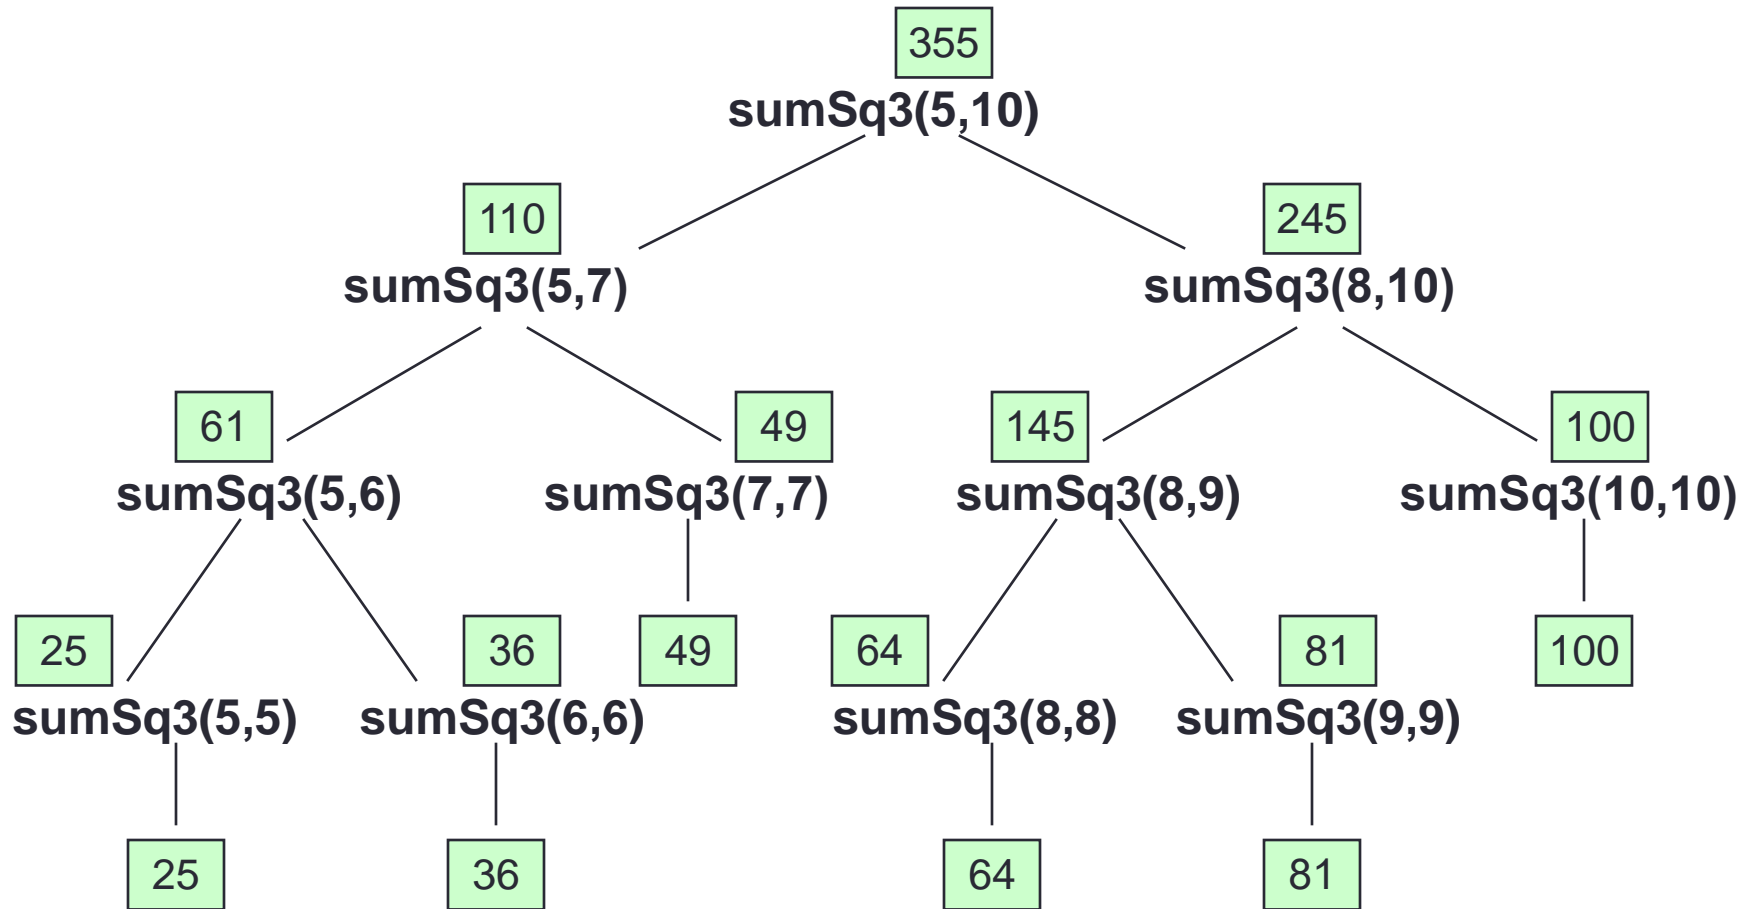 355
sumSq3(5,10)
110
245
sumSq3(5,7)
sumSq3(8,10)
61
49
145
100
sumSq3(5,6)
sumSq3(7,7)
sumSq3(8,9)
sumSq3(10,10)
25
36
49
64
81
100
sumSq3(5,5)
sumSq3(6,6)
sumSq3(8,8)
sumSq3(9,9)
25
36
64
81